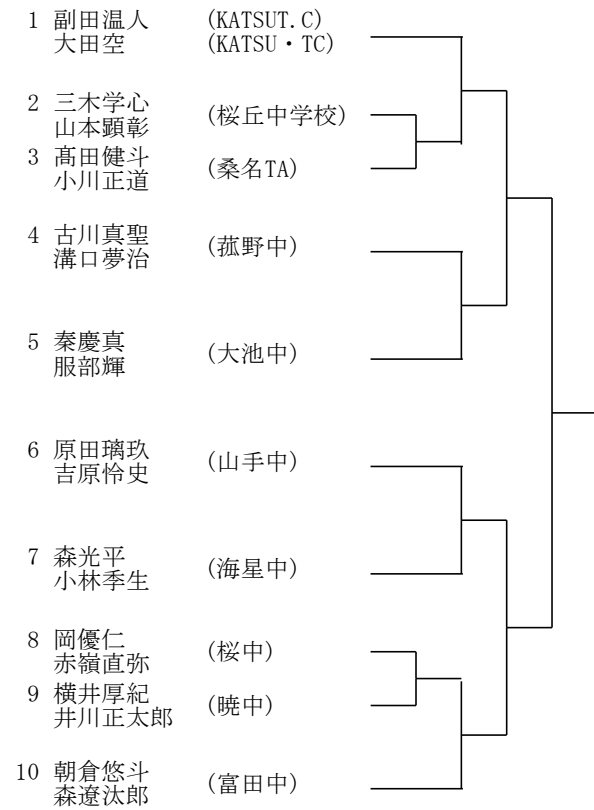 1 副田温人 (KATSUT.C)
大田空 (KATSU・TC)
2 三木学心
山本顕彰 (桜丘中学校)
3 髙田健斗
小川正道 (桑名TA)
4 古川真聖
溝口夢治 (菰野中)
5 秦慶真
服部輝 (大池中)
6 原田璃玖
吉原怜史 (山手中)
7 森光平
小林季生 (海星中)
8 岡優仁
赤嶺直弥 (桜中)
9 横井厚紀
井川正太郎 (暁中)
10 朝倉悠斗
森遼汰郎 (富田中)